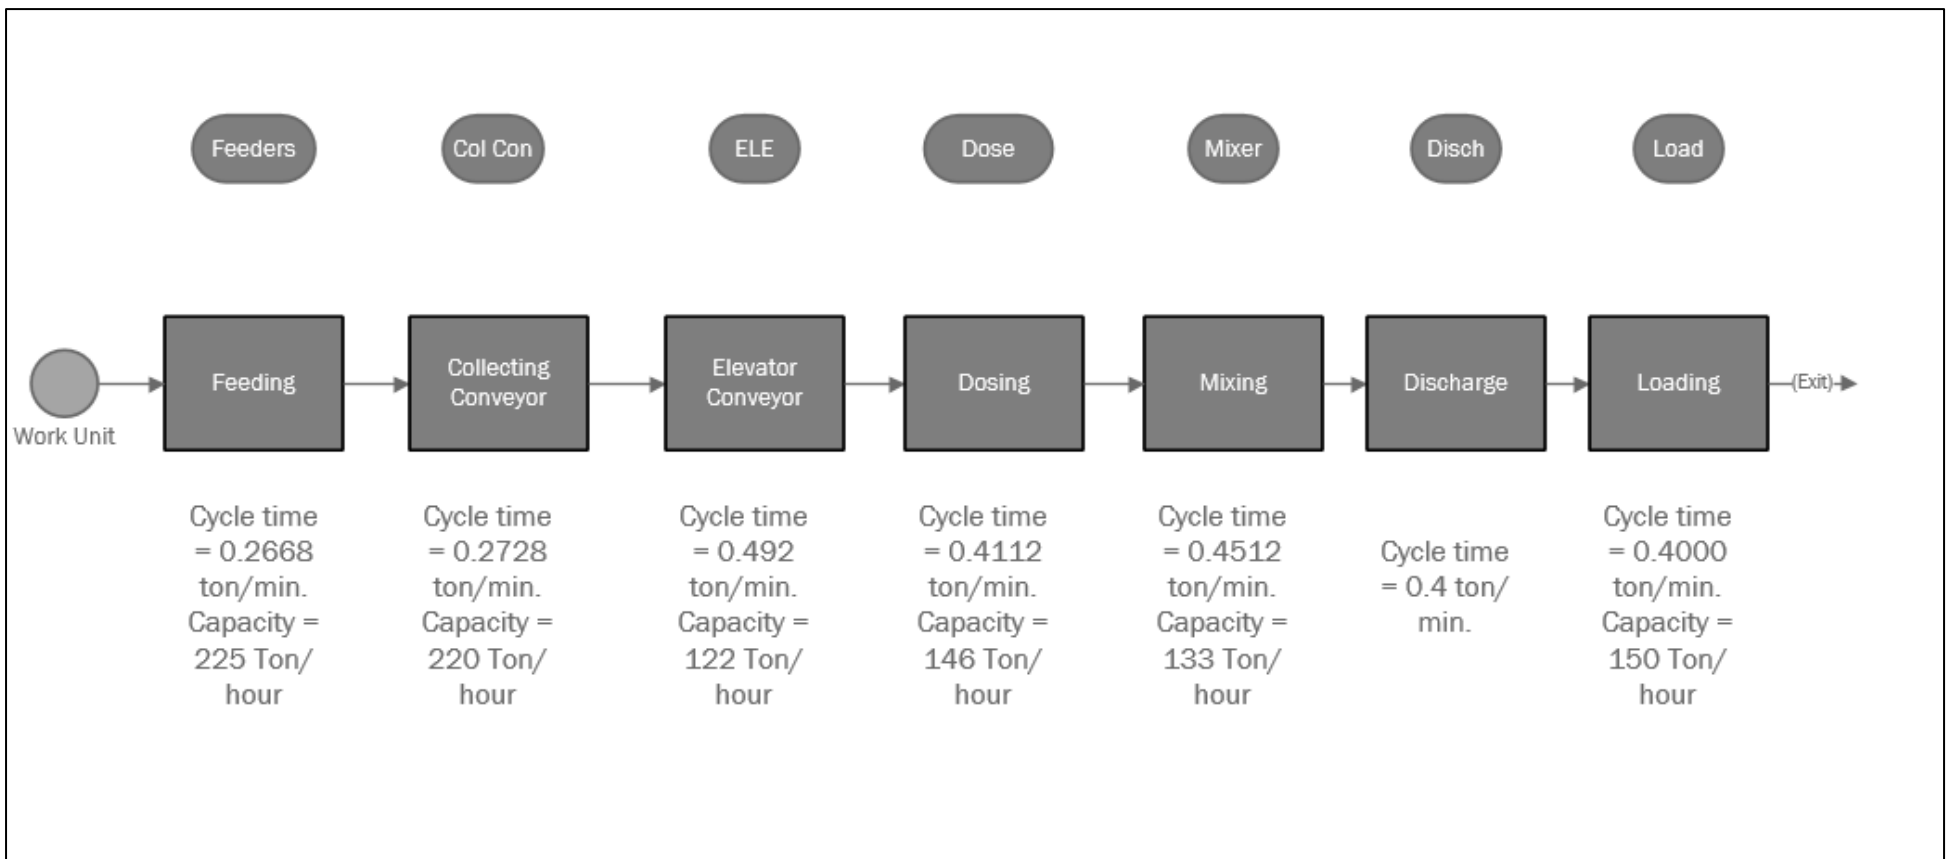 Feeders
Col Con
ELE
Dose
Mixer
Disch
Load
Work Unit
Feeding
Collecting
Conveyor
Elevator
Conveyor
Dosing
Mixing
Discharge
Loading
(Exit)
Cycle time
= 0.2668
ton/min.
Capacity =
225 Ton/
hour
Cycle time
= 0.2728
ton/min.
Capacity =
220 Ton/
hour
Cycle time
= 0.492
ton/min.
Capacity =
122 Ton/
hour
Cycle time
= 0.4112
ton/min.
Capacity =
146 Ton/
hour
Cycle time
= 0.4512
ton/min.
Capacity =
133 Ton/
hour
Cycle time
= 0.4 ton/
min.
Cycle time
= 0.4000
ton/min.
Capacity =
150 Ton/
hour